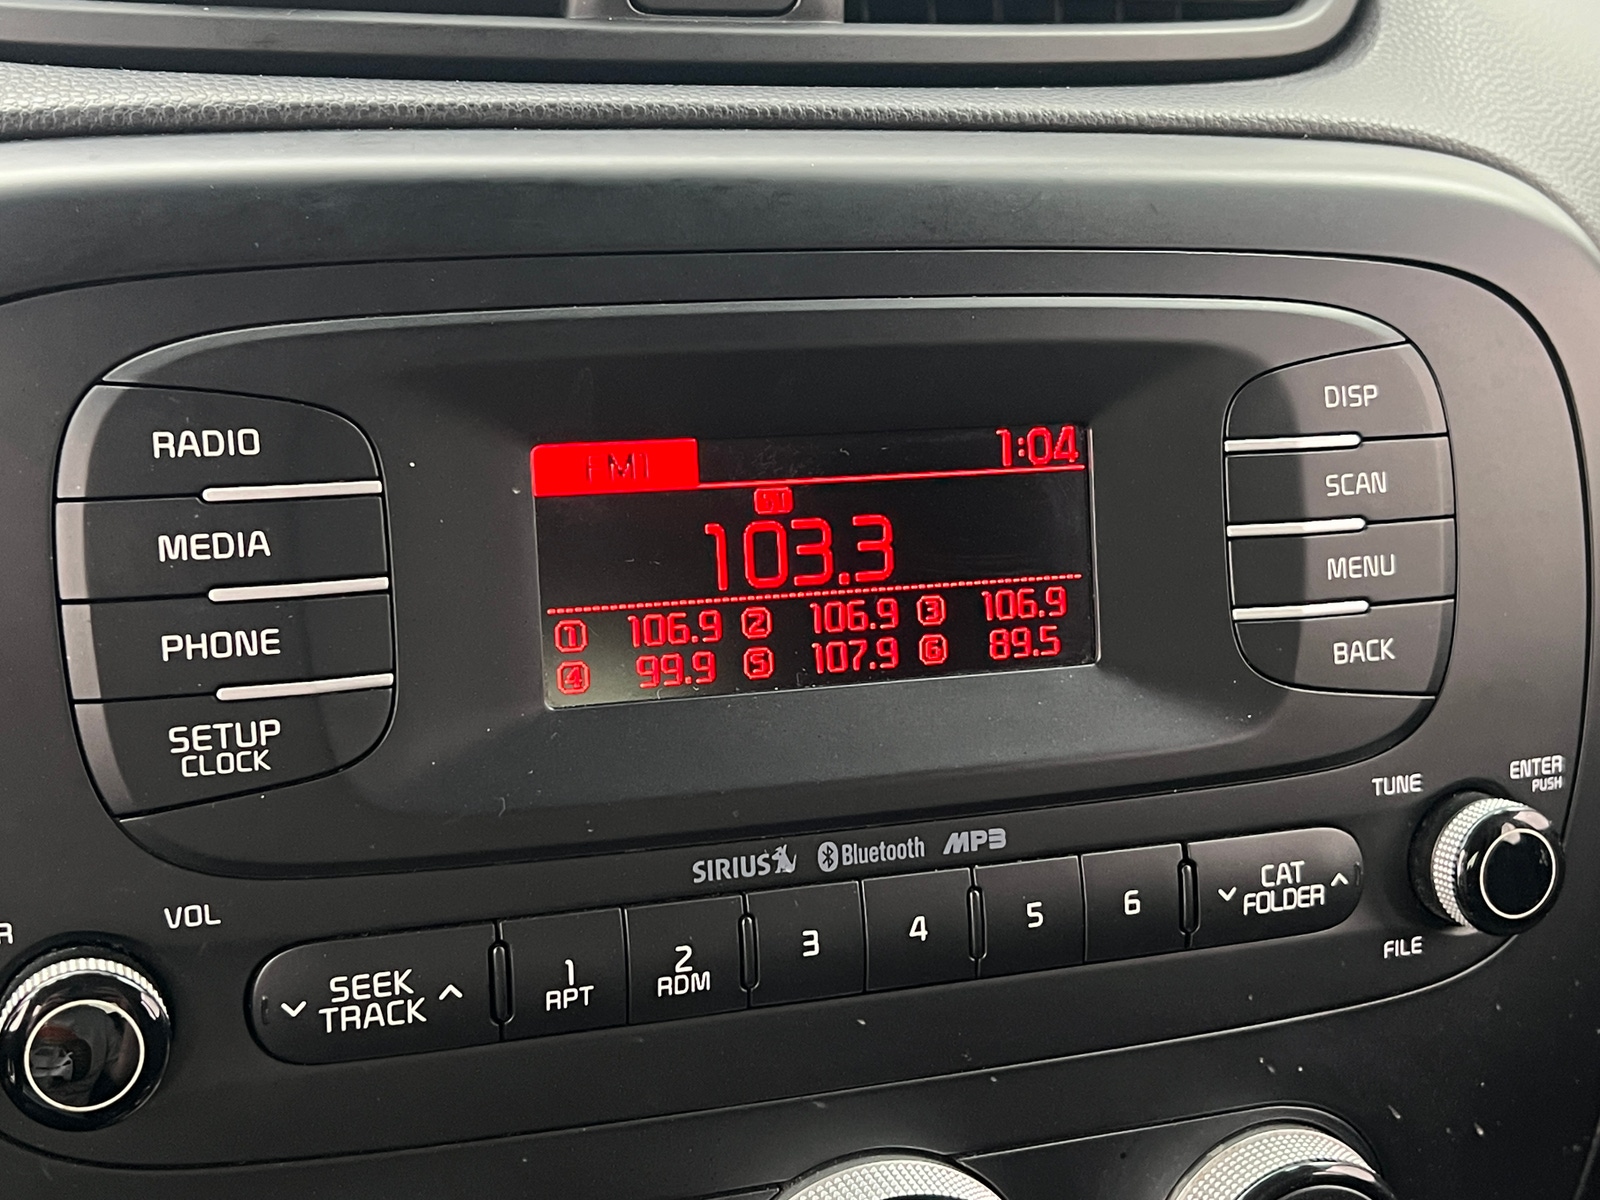 RADIO
MEDIA
PHONE
SETUP
CLOCK
FM1 1:04
ST
103.3
1 106.9 2 106.9 3 106.9
4 99.9 5 107.9 6 89.5
DISP
SCAN
MENU
BACK
TUNE
ENTER
PUSH
SIRIUS Bluetooth MP3
VOL
SEEK
TRACK
1
RPT
2
RDM
3
4
5
6
CAT
FOLDER
FILE